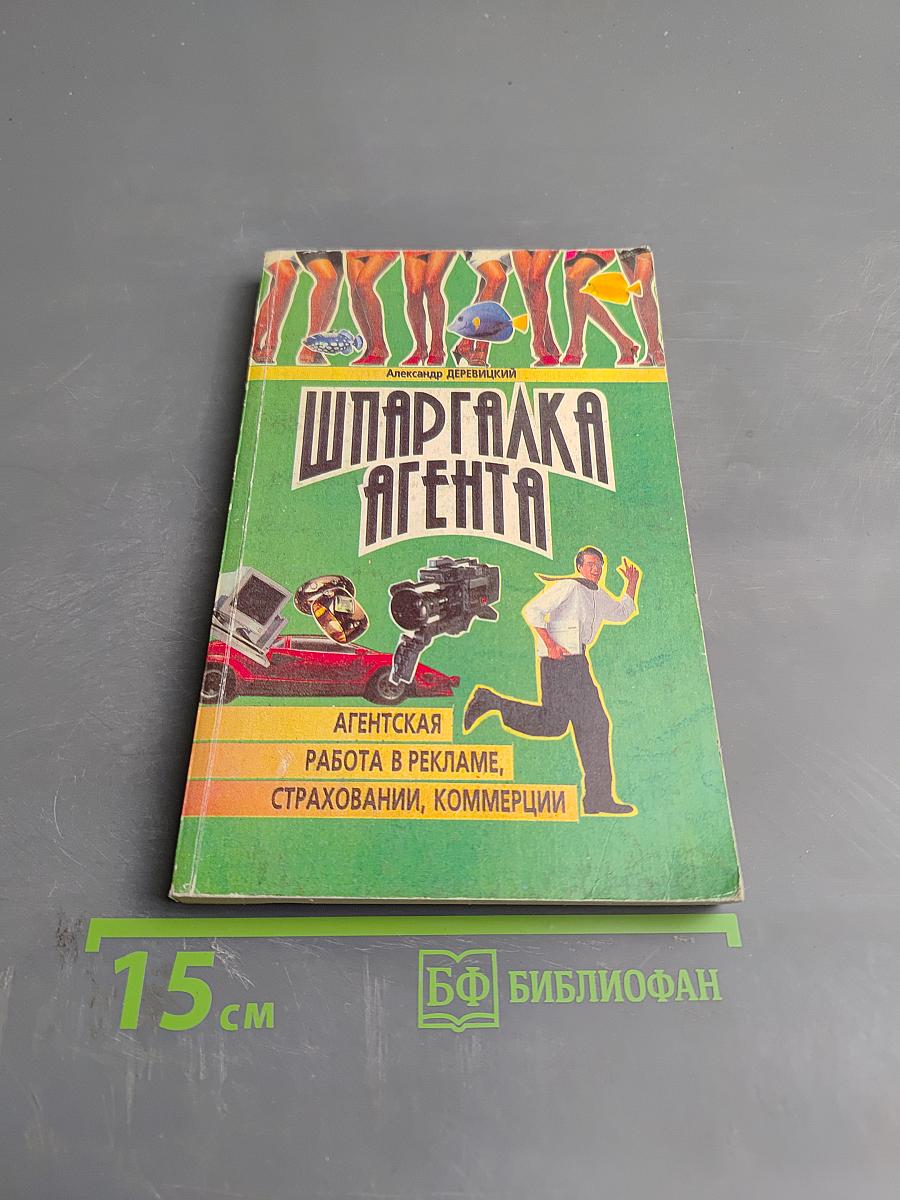 Александр ДЕРЕВИЦКИЙ
ШПАРГАЛКА
АГЕНТА
АГЕНТСКАЯ
РАБОТА В РЕКЛАМЕ,
СТРАХОВАНИИ, КОММЕРЦИИ
15 см
БФ БИБЛИОФАН